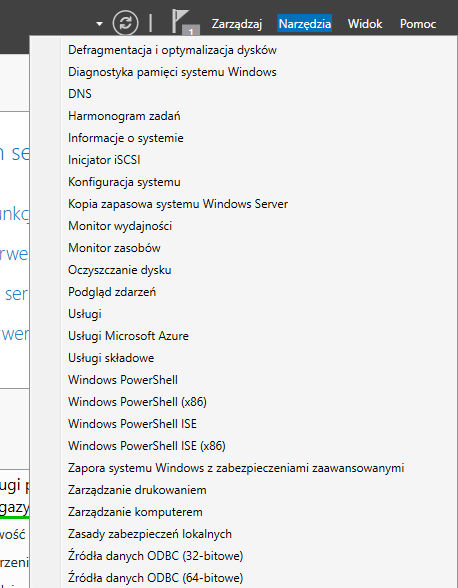 1
Zarządzaj Narzędzia Widok Pomoc
Defragmentacja i optymalizacja dysków
Diagnostyka pamięci systemu Windows
DNS
Harmonogram zadań
Informacje o systemie
Inicjator iSCSI
Konfiguracja systemu
Kopia zapasowa systemu Windows Server
Monitor wydajności
Monitor zasobów
Oczyszczanie dysku
Podgląd zdarzeń
Usługi
Usługi Microsoft Azure
Usługi składowe
Windows PowerShell
Windows PowerShell (x86)
Windows PowerShell ISE
Windows PowerShell ISE (x86)
Zapora systemu Windows z zabezpieczeniami zaawansowanymi
Zarządzanie drukowaniem
Zarządzanie komputerem
Zasady zabezpieczeń lokalnych
Źródła danych ODBC (32-bitowe)
Źródła danych ODBC (64-bitowe)